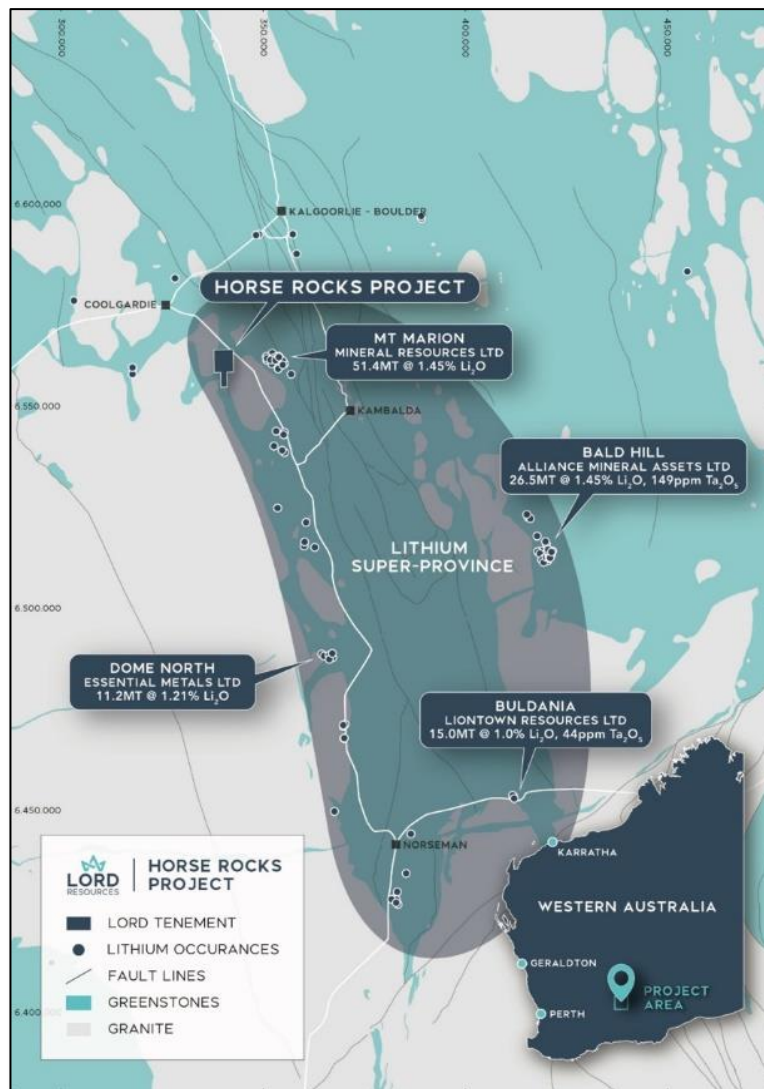 300.000
350.000
400.000
6.600.000
KALGOORLIE - BOULDER
COOLGARDIE
HORSE ROCKS PROJECT
MT MARION
MINERAL RESOURCES LTD
51.4MT @ 1.45% Li₂O
6.550.000
KAMBALDA
BALD HILL
ALLIANCE MINERAL ASSETS LTD
26.5MT @ 1.45% Li₂O, 149ppm Ta₂O₅
LITHIUM
SUPER-PROVINCE
6.500.000
DOME NORTH
ESSENTIAL METALS LTD
11.2MT @ 1.21% Li₂O
BULDANIA
LIONTOWN RESOURCES LTD
15.0MT @ 1.0% Li₂O, 44ppm Ta₂O₅
6.450.000
NORSEMAN
LORD
RESOURCES
HORSE ROCKS
PROJECT
LORD TENEMENT
LITHIUM OCCURANCES
FAULT LINES
GREENSTONES
GRANITE
6.400.000
KARRATHA
WESTERN AUSTRALIA
GERALDTON
PROJECT
AREA
PERTH